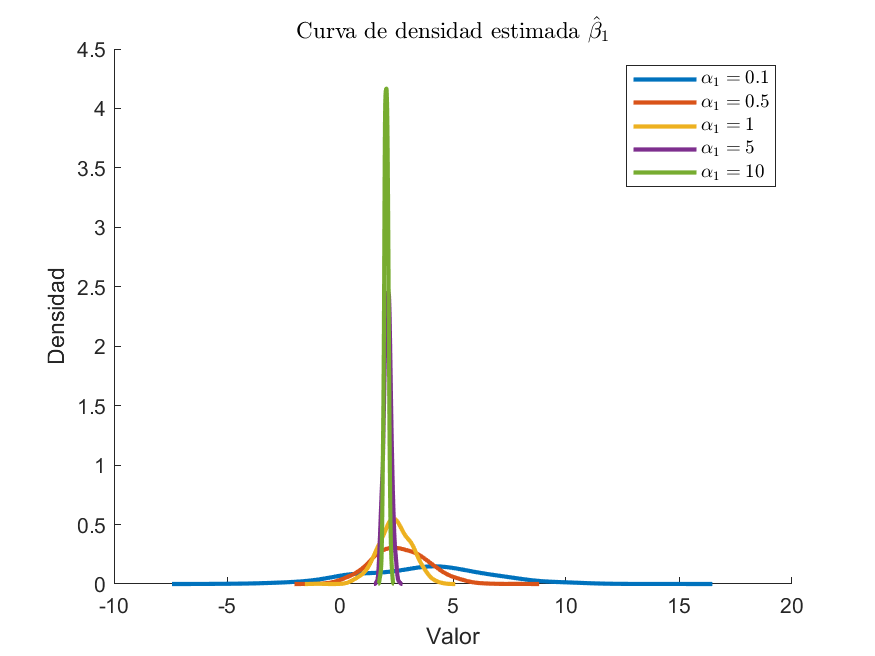 Curva de densidad estimada β̂₁
α₁ = 0.1
α₁ = 0.5
α₁ = 1
α₁ = 5
α₁ = 10
4.5
4
3.5
3
2.5
2
1.5
1
0.5
0
Densidad
-10 -5 0 5 10 15 20
Valor